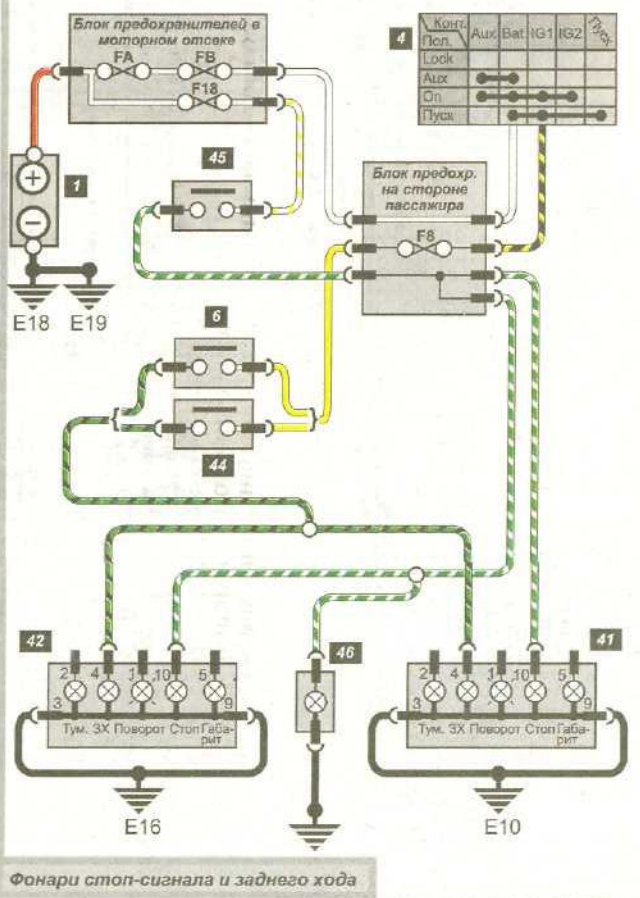 Блок предохранителей в
моторном отсеке
FA
FB
F18
4
Конт.
Пол.
Aux
Bat
IG1
IG2
Пуск
Lock
Aux
On
Пуск
1
E18
E19
45
Блок предохр.
на стороне
пассажира
F8
6
44
42
2
4
1
10
5
3
9
Тум.
ЗХ
Поворот
Стоп
Габа-
рит
E16
46
41
2
4
1
10
5
3
9
Тум.
ЗХ
Поворот
Стоп
Габа-
рит
E10
Фонари стоп-сигнала и заднего хода